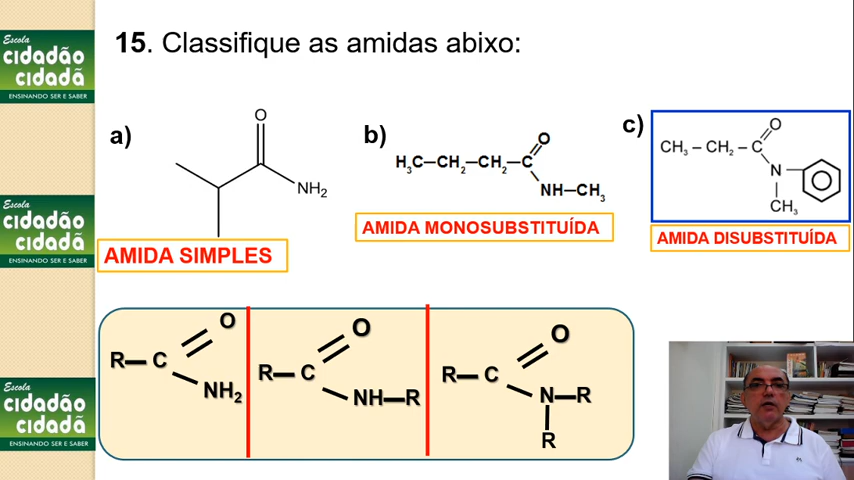 Escola
cidadão
cidadã
ENSINANDO SER E SABER
15. Classifique as amidas abixo:
a)
O
NH2
AMIDA SIMPLES
b)
O
H3C–CH2–CH2–C
NH–CH3
AMIDA MONOSUBSTITUÍDA
c)
O
CH3 – CH2 – C
N
CH3
AMIDA DISUBSTITUÍDA
Escola
cidadão
cidadã
ENSINANDO SER E SABER
O
R–C
NH2
O
R–C
NH–R
O
R–C
N–R
R
Escola
cidadão
cidadã
ENSINANDO SER E SABER